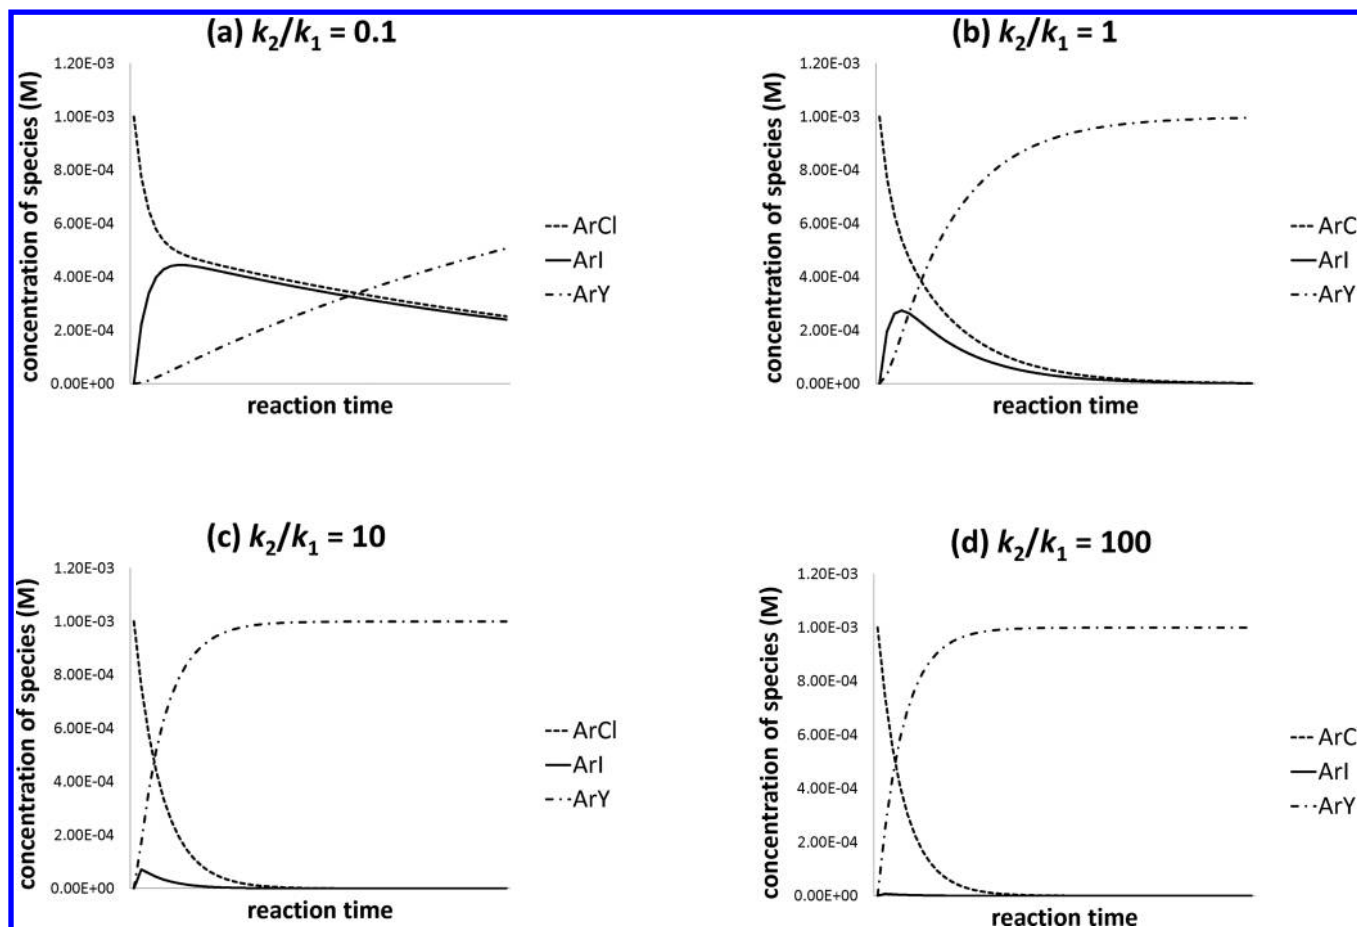 (a) k₂/k₁ = 0.1
concentration of species (M)
1.20E-03
1.00E-03
8.00E-04
6.00E-04
4.00E-04
2.00E-04
0.00E+00
reaction time
ArCl
ArI
ArY
(b) k₂/k₁ = 1
concentration of species (M)
1.20E-03
1.00E-03
8.00E-04
6.00E-04
4.00E-04
2.00E-04
0.00E+00
reaction time
ArC
ArI
ArY
(c) k₂/k₁ = 10
concentration of species (M)
1.20E-03
1.00E-03
8.00E-04
6.00E-04
4.00E-04
2.00E-04
0.00E+00
reaction time
ArCl
ArI
ArY
(d) k₂/k₁ = 100
concentration of species (M)
1.20E-03
1.00E-03
8.00E-04
6.00E-04
4.00E-04
2.00E-04
0.00E+00
reaction time
ArC
ArI
ArY